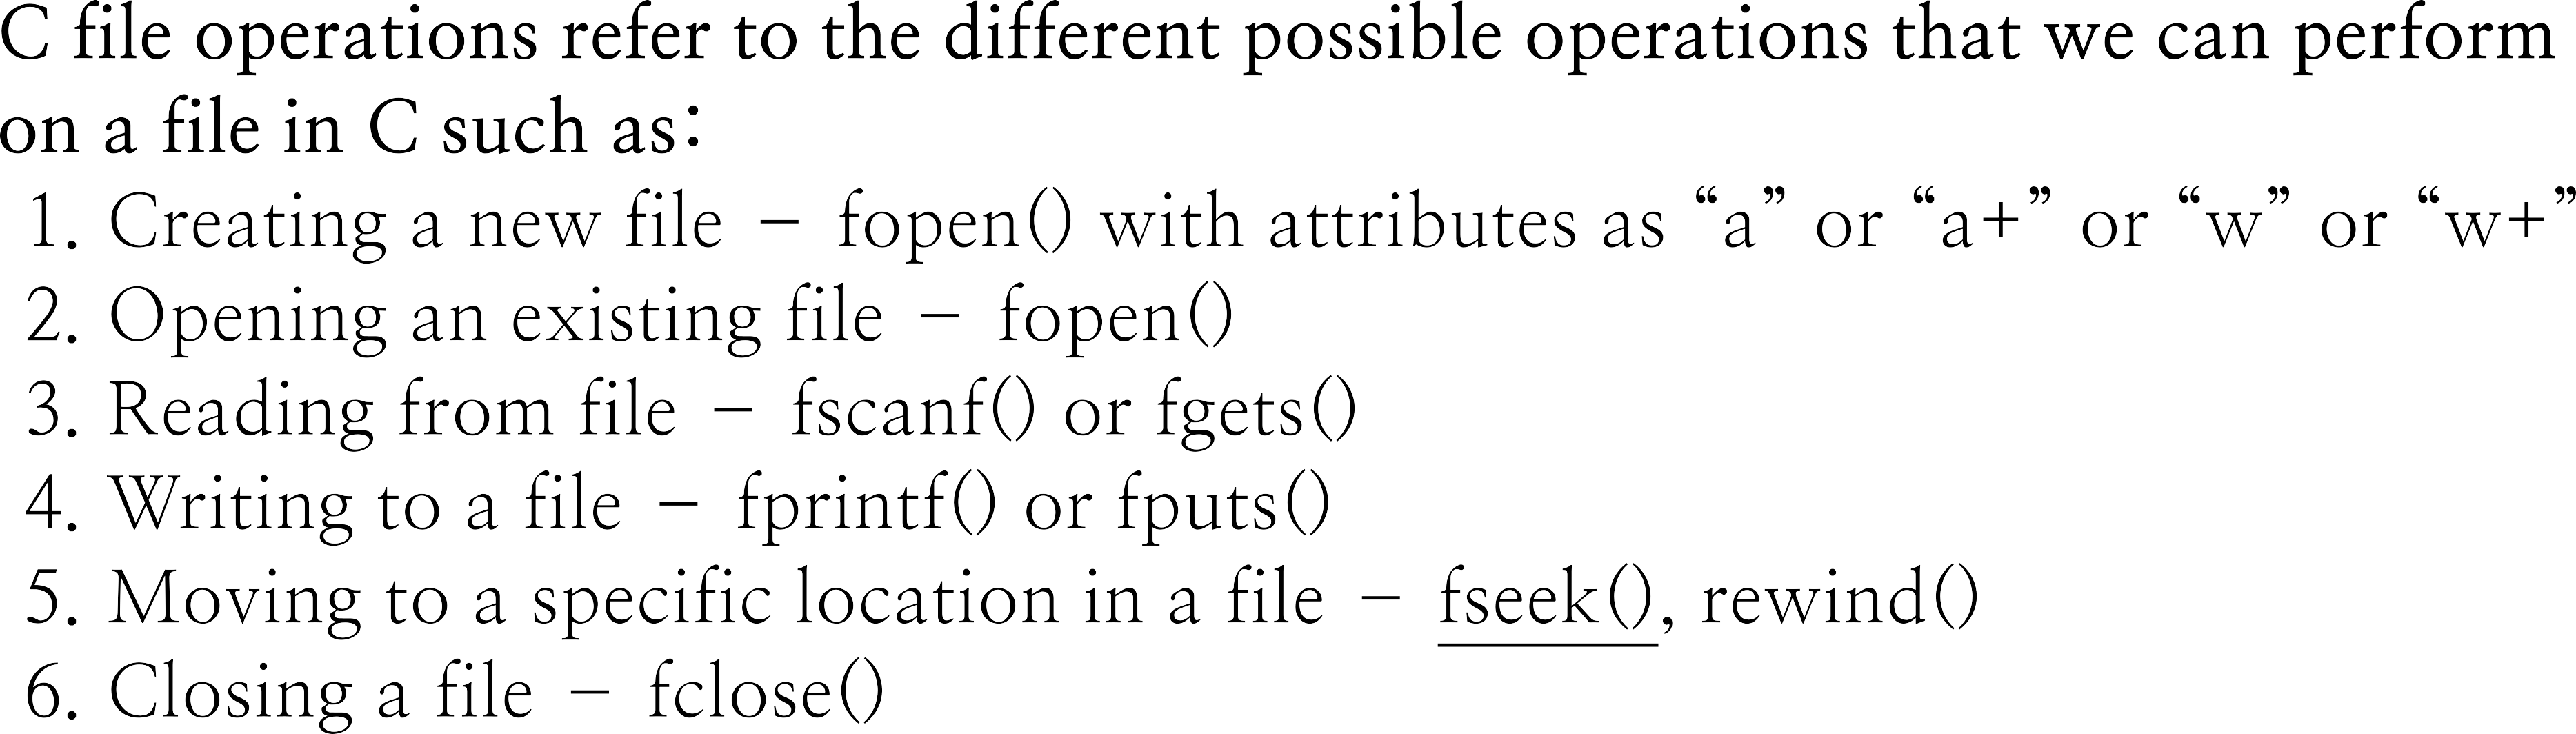 C file operations refer to the different possible operations that we can perform
on a file in C such as:
1. Creating a new file – fopen() with attributes as “a” or “a+” or “w” or “w+”
2. Opening an existing file – fopen()
3. Reading from file – fscanf() or fgets()
4. Writing to a file – fprintf() or fputs()
5. Moving to a specific location in a file – fseek(), rewind()
6. Closing a file – fclose()